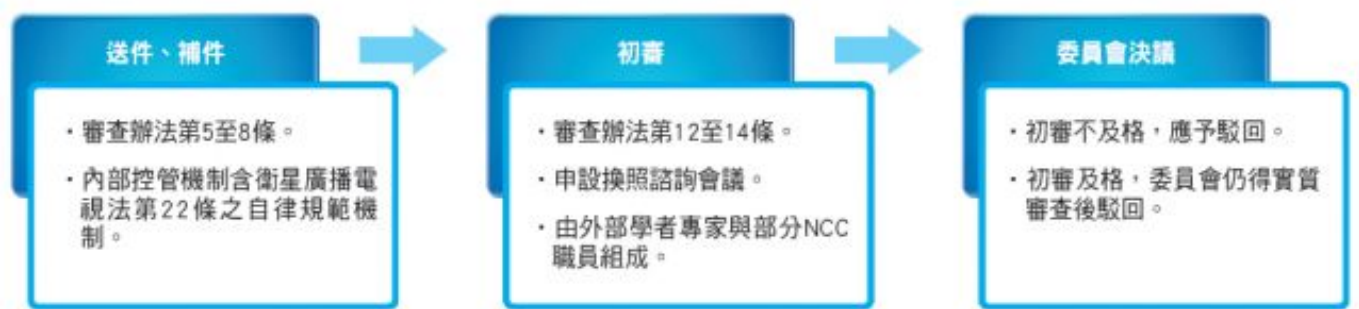 送件、補件
・審查辦法第5至8條。
・內部控管機制含衛星廣播電
視法第22條之自律規範機
制。
初審
・審查辦法第12至14條。
・申設換照諮詢會議。
・由外部學者專家與部分NCC
職員組成。
委員會決議
・初審不及格，應予駁回。
・初審及格，委員會仍得實質
審查後駁回。